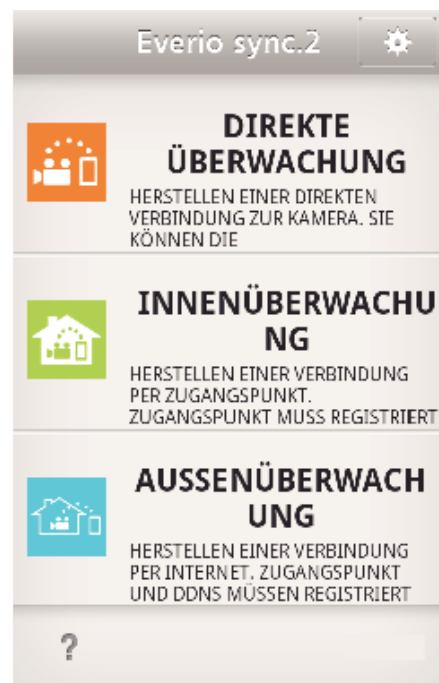 Everio sync.2
DIREKTE
ÜBERWACHUNG
HERSTELLEN EINER DIREKTEN
VERBINDUNG ZUR KAMERA. SIE
KÖNNEN DIE
INNENÜBERWACHU
NG
HERSTELLEN EINER VERBINDUNG
PER ZUGANGSPUNKT.
ZUGANGSPUNKT MUSS REGISTRIERT
AUSSENÜBERWACH
UNG
HERSTELLEN EINER VERBINDUNG
PER INTERNET. ZUGANGSPUNKT
UND DDNS MÜSSEN REGISTRIERT
?